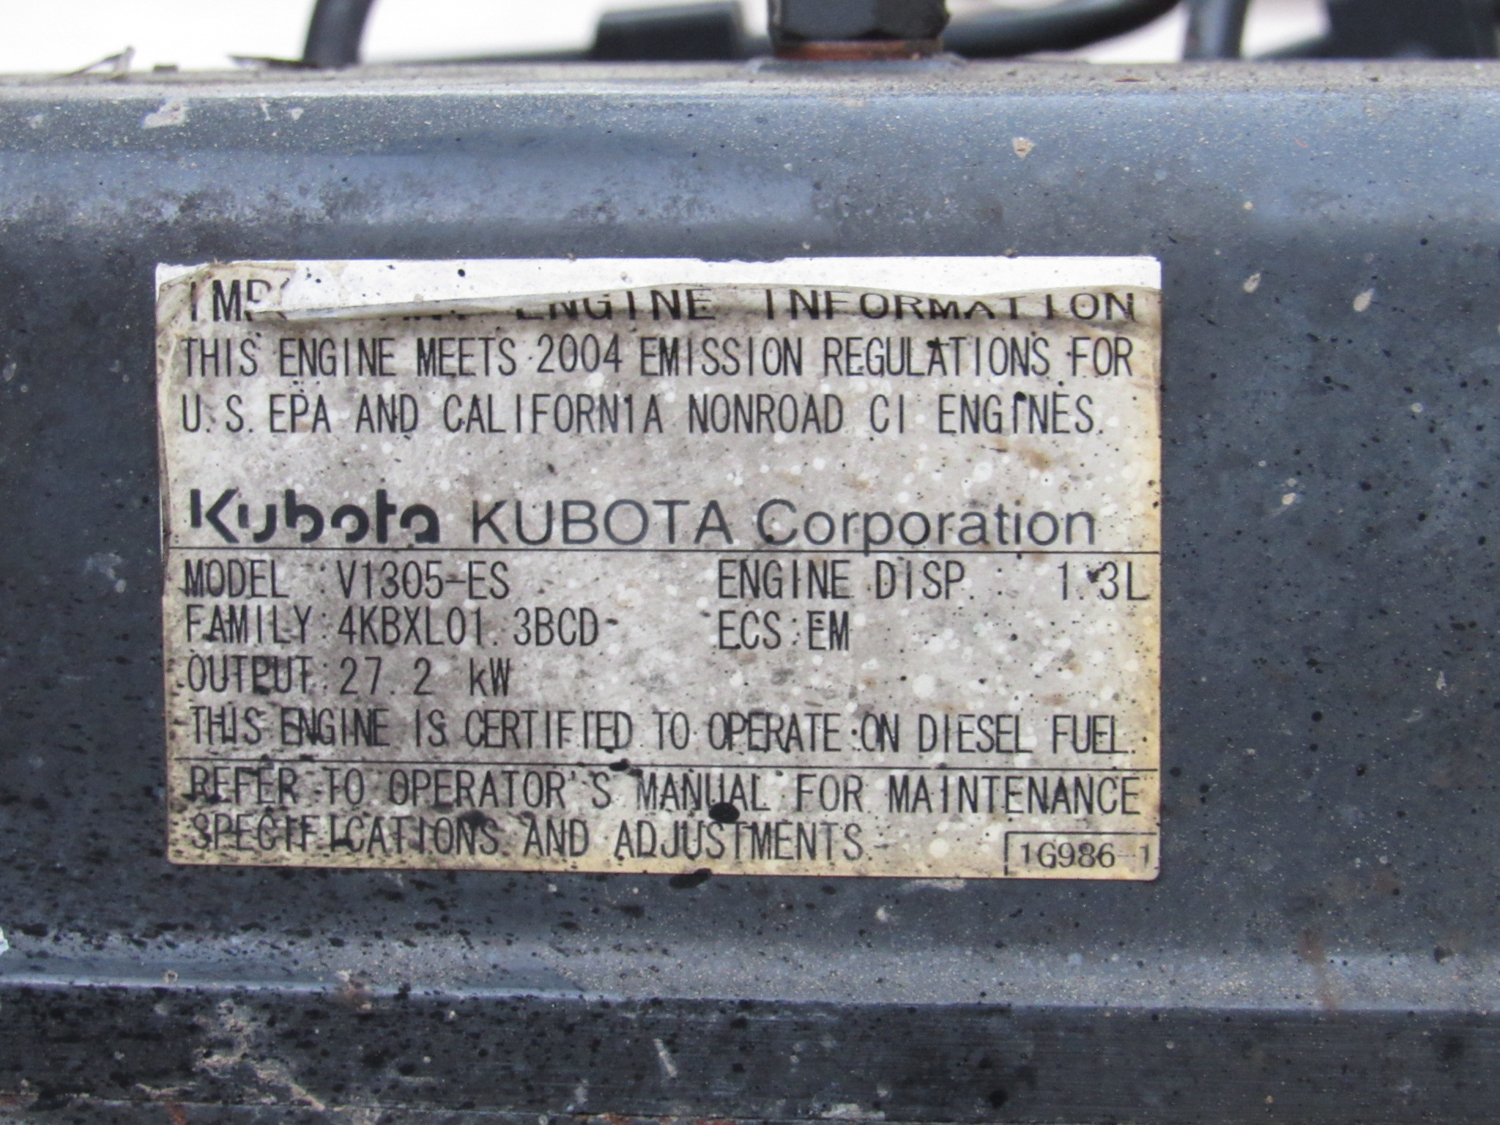 ENGINE INFORMATION
THIS ENGINE MEETS 2004 EMISSION REGULATIONS FOR
U.S. EPA AND CALIFORNIA NONROAD CI ENGINES.
Kubota KUBOTA Corporation
MODEL : V1305-ES ENGINE DISP. : 1.3L
FAMILY : 4KBXL01.3BCD ECS : EM
OUTPUT : 27.2 kW
THIS ENGINE IS CERTIFIED TO OPERATE ON DIESEL FUEL.
REFER TO OPERATOR'S MANUAL FOR MAINTENANCE
SPECIFICATIONS AND ADJUSTMENTS.
1G986-1